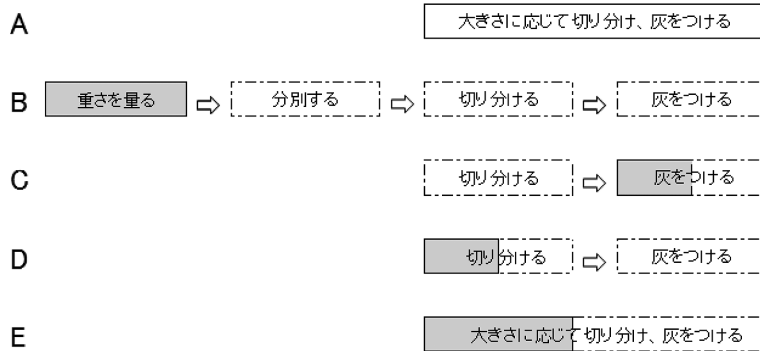 A 大きさに応じて切り分け、灰をつける
B 重さを量る ⇨ 分別する ⇨ 切り分ける ⇨ 灰をつける
C 切り分ける ⇨ 灰をつける
D 切り分ける ⇨ 灰をつける
E 大きさに応じて切り分け、灰をつける